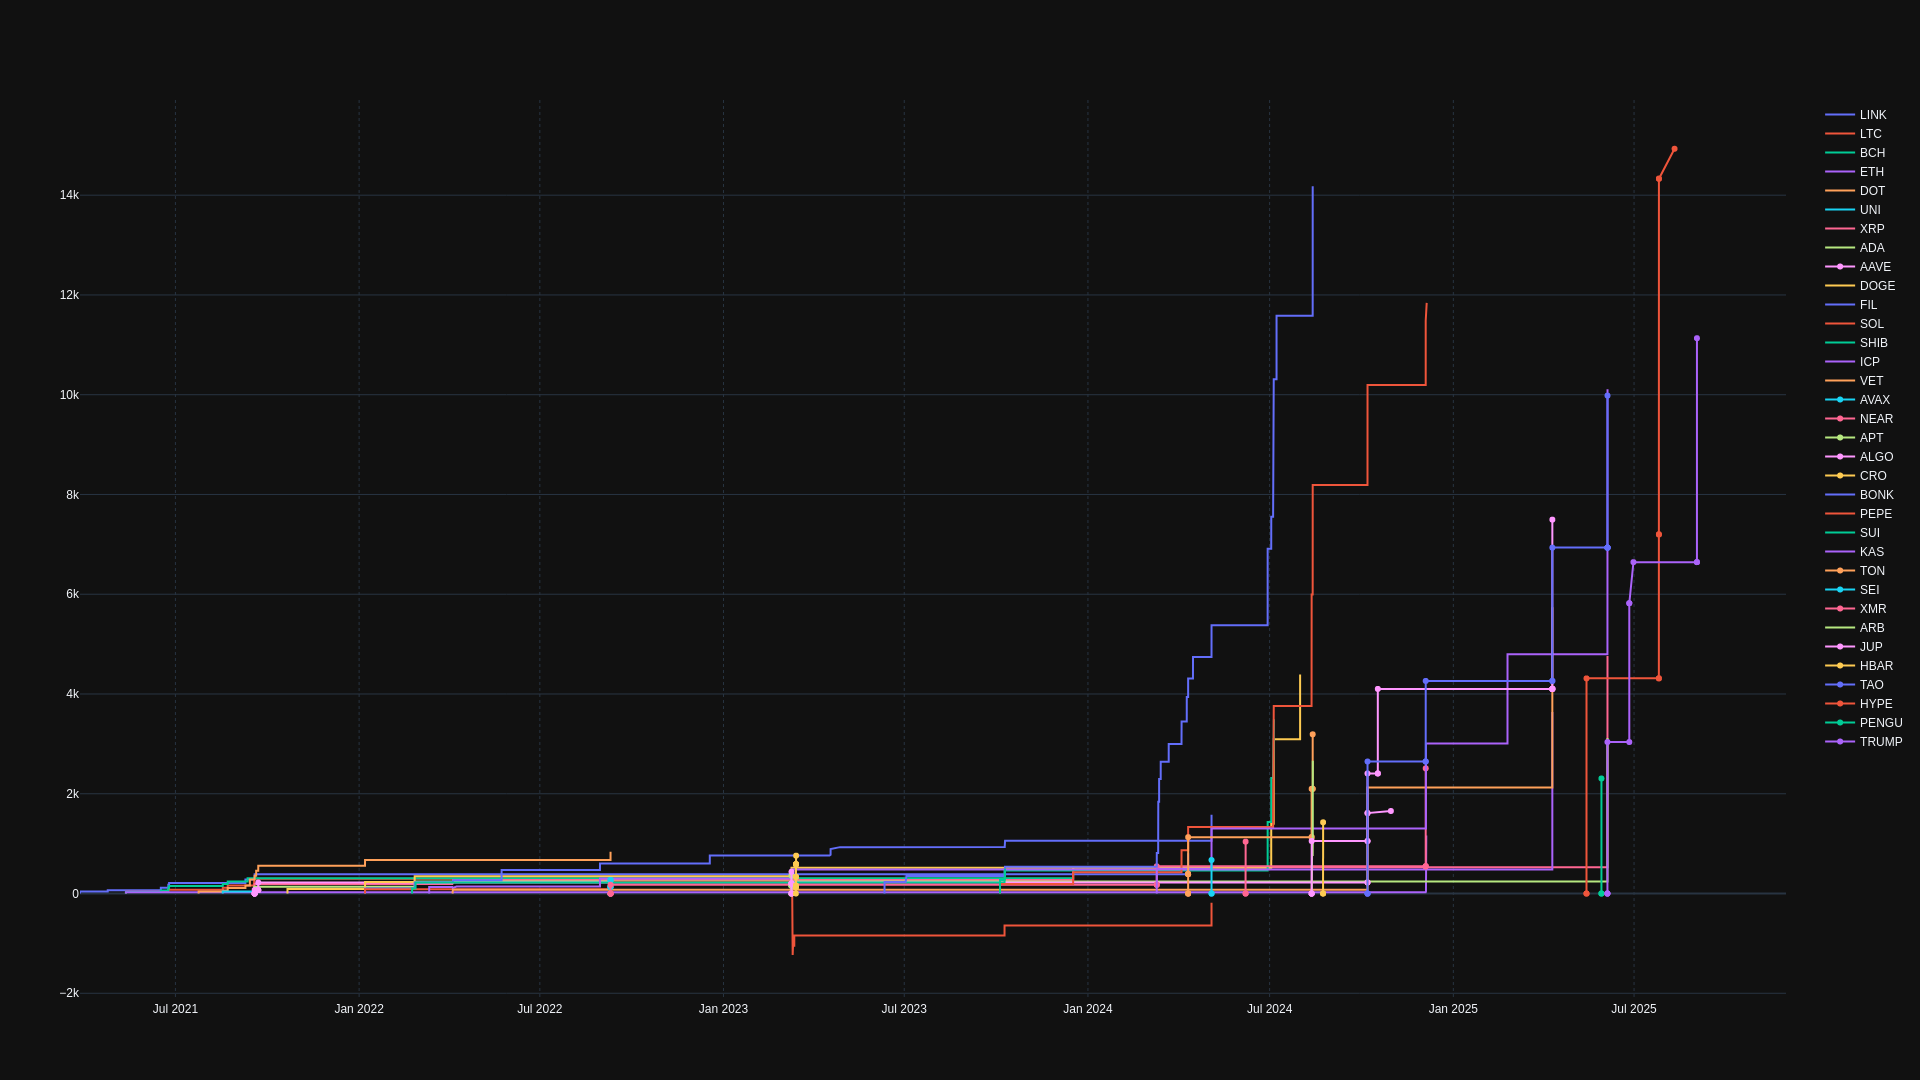 14k
12k
10k
8k
6k
4k
2k
0
−2k
Jul 2021
Jan 2022
Jul 2022
Jan 2023
Jul 2023
Jan 2024
Jul 2024
Jan 2025
Jul 2025
LINK
LTC
BCH
ETH
DOT
UNI
XRP
ADA
AAVE
DOGE
FIL
SOL
SHIB
ICP
VET
AVAX
NEAR
APT
ALGO
CRO
BONK
PEPE
SUI
KAS
TON
SEI
XMR
ARB
JUP
HBAR
TAO
HYPE
PENGU
TRUMP